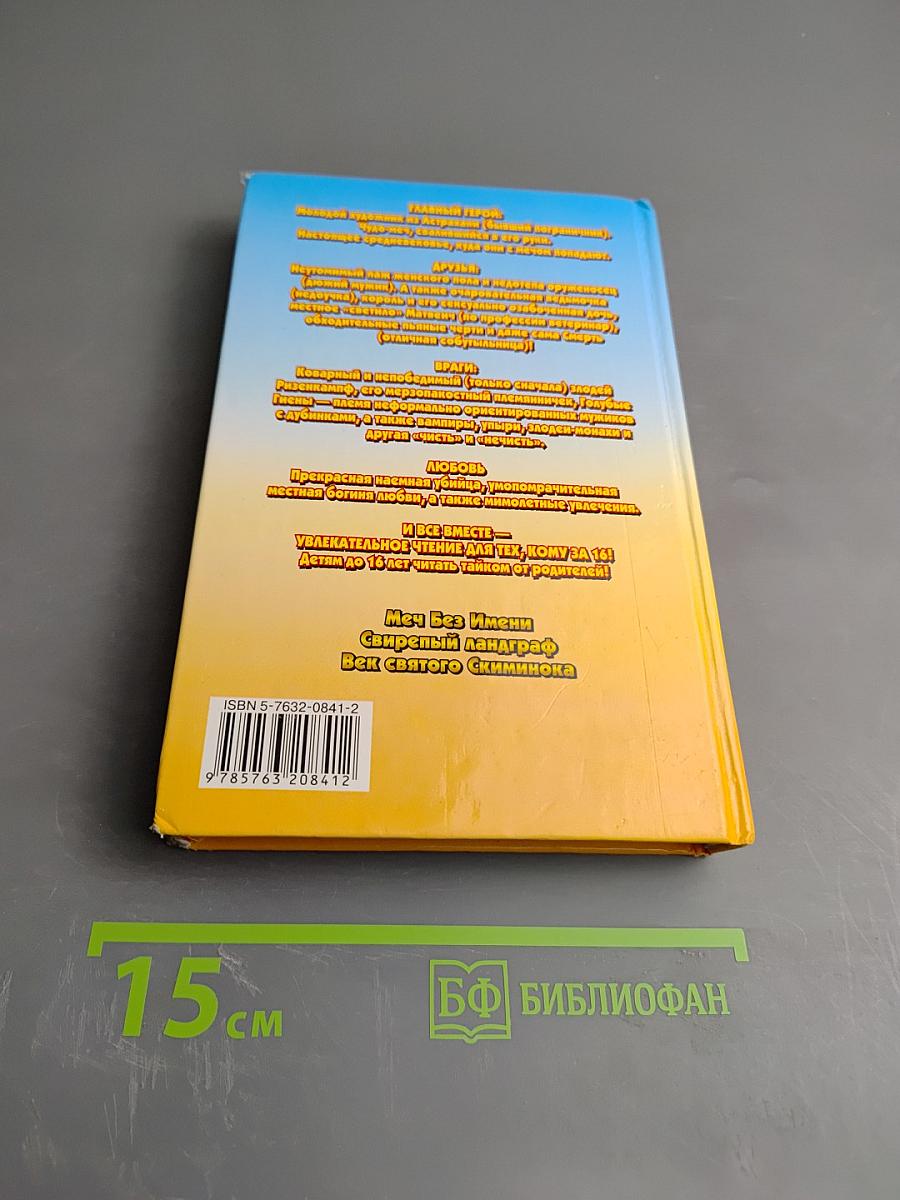 ГЛАВНЫЙ ГЕРОЙ:
Молодой художник из Астрахани (бывший пограничник).
Чудо-меч, свалившийся в его руки.
Настоящее средневековье, куда они с мечом попадают.
ДРУЗЬЯ:
Неутомимый паж женского пола и недотепа оруженосец
(дюжий мужик). А также очаровательная ведьмочка
(недоучка), король и его сексуально озабоченная дочь,
местное «светило» Матвеич (по профессии ветеринар),
обходительные пьяные черти и даже сама Смерть
(отличная собутыльница)!
ВРАГИ:
Коварный и непобедимый (только сначала) злодей
Ризенкампф, его мерзопакостный племянничек, Голубые
Гиены — племя неформально ориентированных мужиков
с дубинками, а также вампиры, упыри, злодеи-монахи и
другая «чисть» и «нечисть».
ЛЮБОВЬ
Прекрасная наемная убийца, умопомрачительная
местная богиня любви, а также мимолетные увлечения.
И ВСЕ ВМЕСТЕ —
УВЛЕКАТЕЛЬНОЕ ЧТЕНИЕ ДЛЯ ТЕХ, КОМУ ЗА 16!
Детям до 16 лет читать тайком от родителей!
Меч Без Имени
Свирепый ландграф
Век святого Скиминока
ISBN 5-7632-0841-2
9 785763 208412
15 см
БФ БИБЛИОФАН